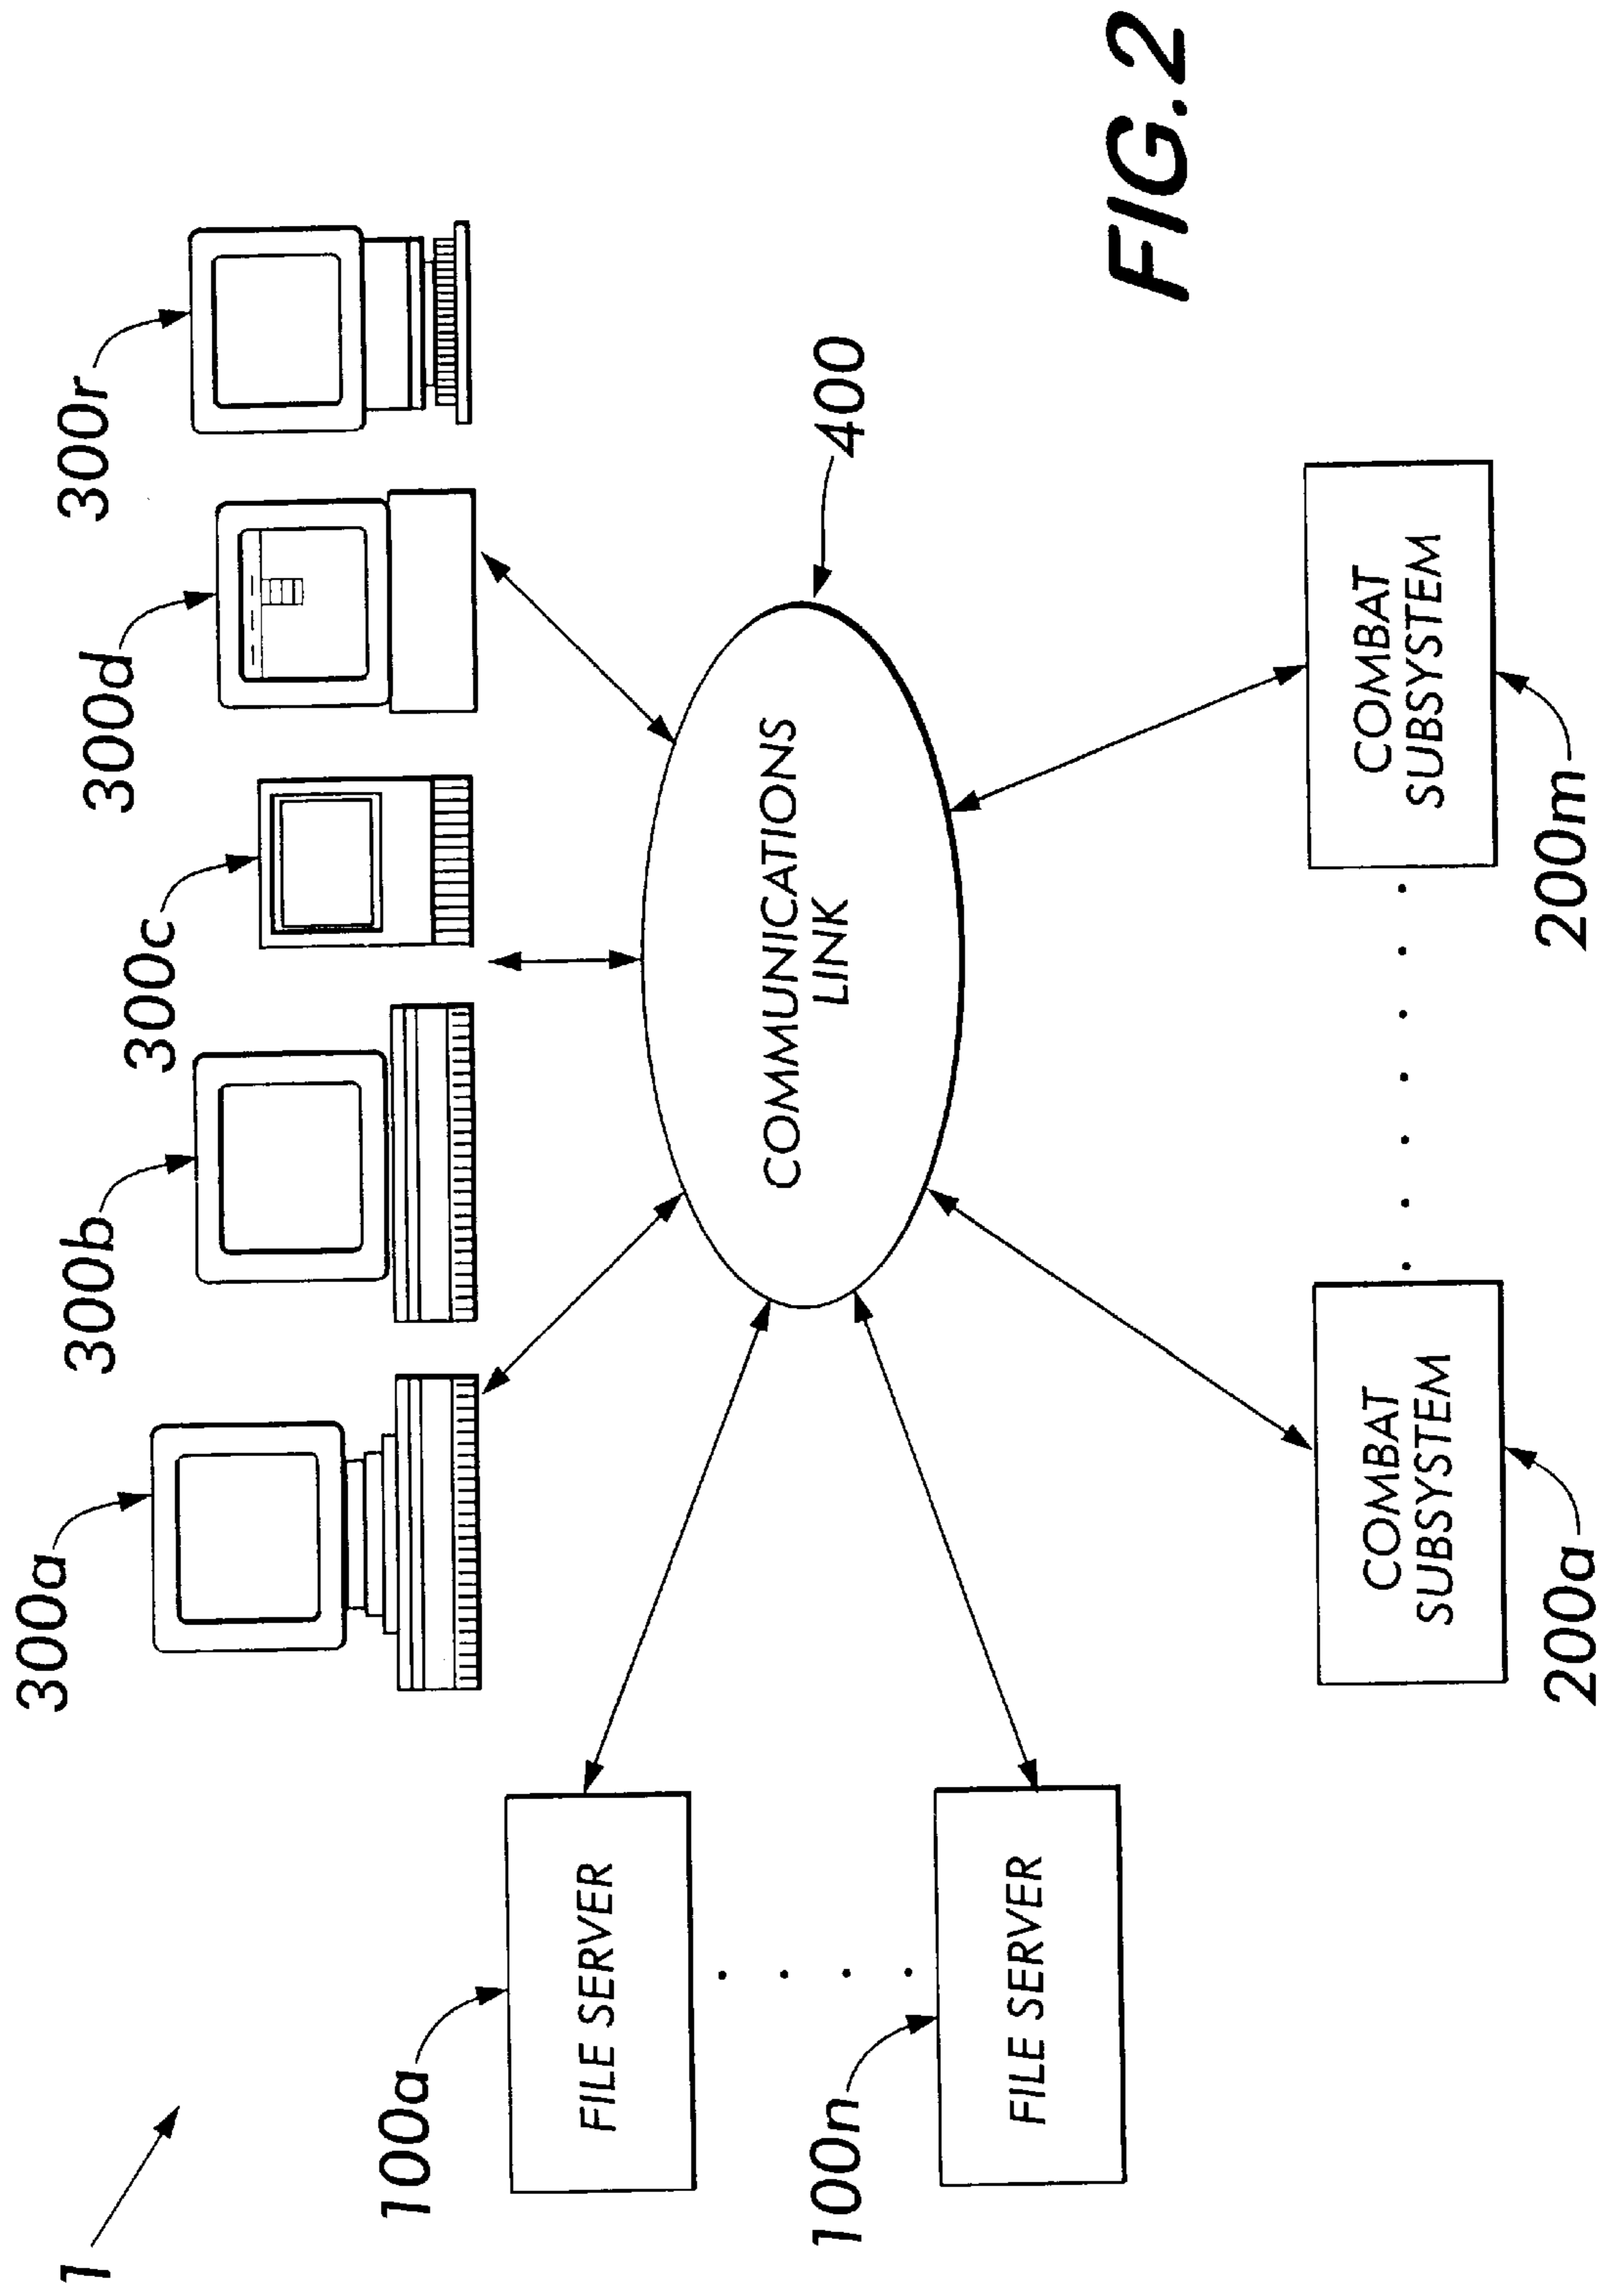 1
300a
300b
300c
300d
300r
100a
FILE SERVER
100n
FILE SERVER
COMMUNICATIONS
LINK
400
COMBAT
SUBSYSTEM
200a
COMBAT
SUBSYSTEM
200m
FIG.2